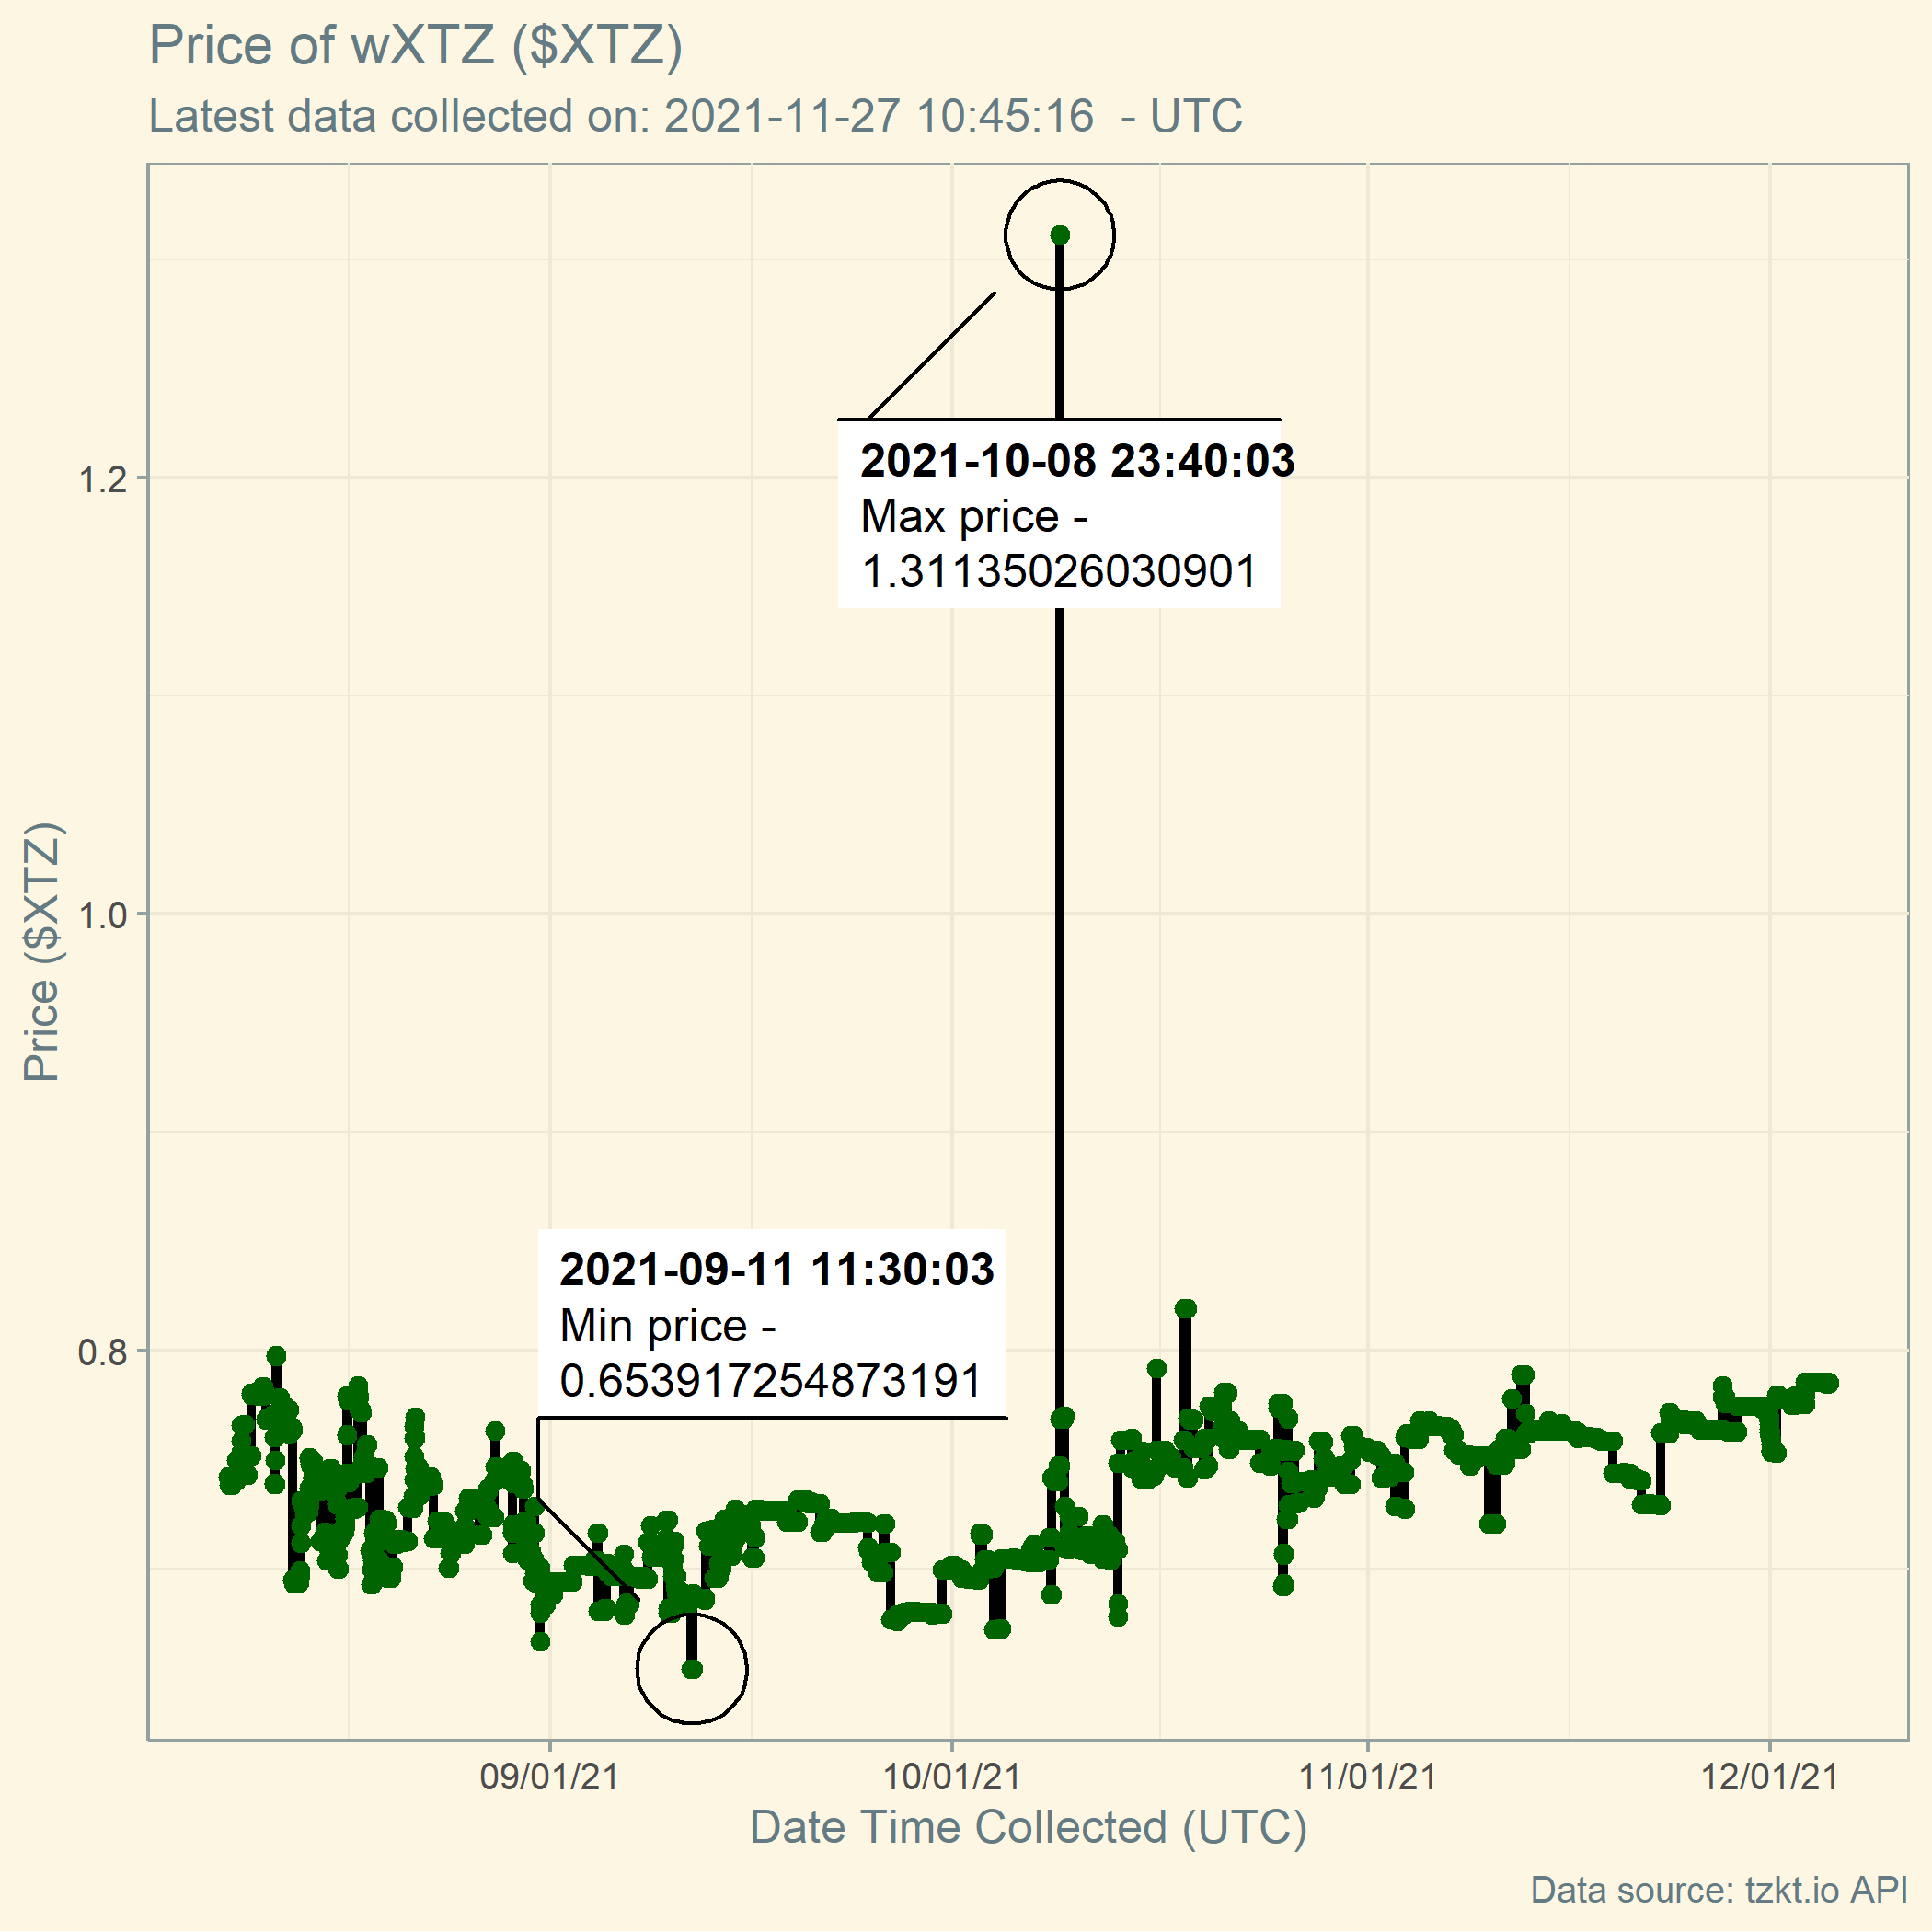 Price of wXTZ ($XTZ)
Latest data collected on: 2021-11-27 10:45:16  - UTC
2021-10-08 23:40:03
Max price -
1.31135026030901
1.2
1.0
0.8
Price ($XTZ)
2021-09-11 11:30:03
Min price -
0.653917254873191
09/01/21
10/01/21
11/01/21
12/01/21
Date Time Collected (UTC)
Data source: tzkt.io API